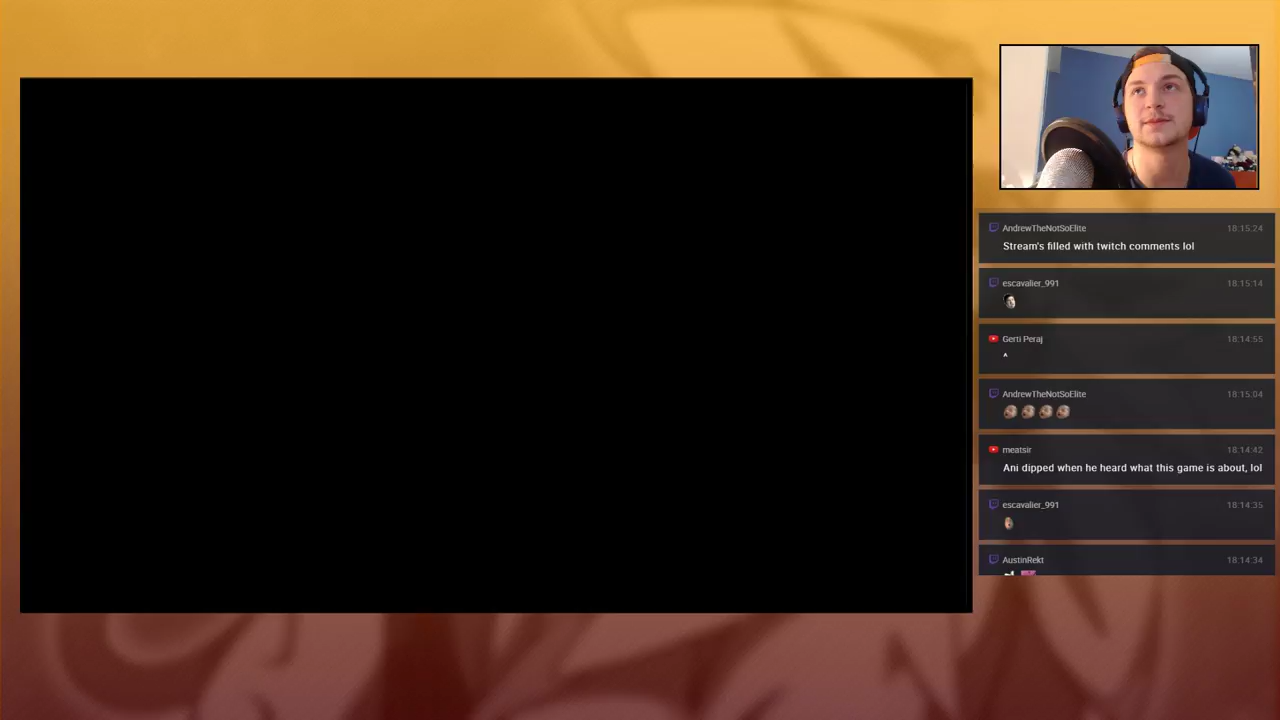 AndrewTheNotSoElite 18:15:24
Stream's filled with twitch comments lol
escavalier_991 18:15:14
Gerti Peraj 18:14:55
^
AndrewTheNotSoElite 18:15:04
meatsir 18:14:42
Ani dipped when he heard what this game is about, lol
escavalier_991 18:14:35
AustinRekt 18:14:34